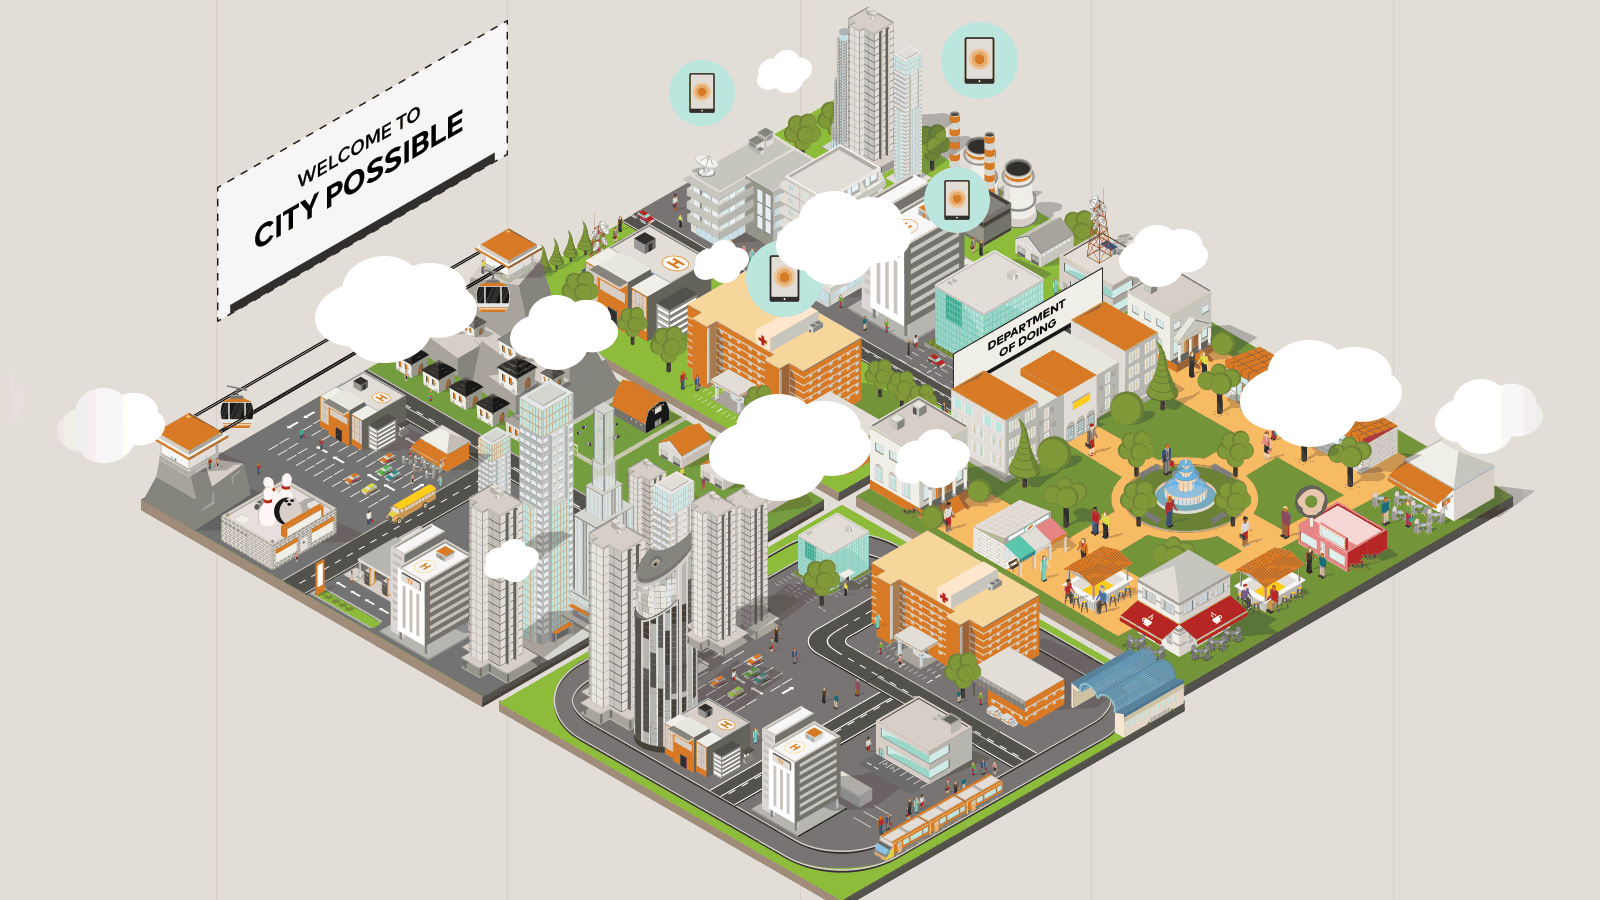 WELCOME TO
CITY POSSIBLE
H
H
DEPARTMENT
OF DOING
H
H
H
H